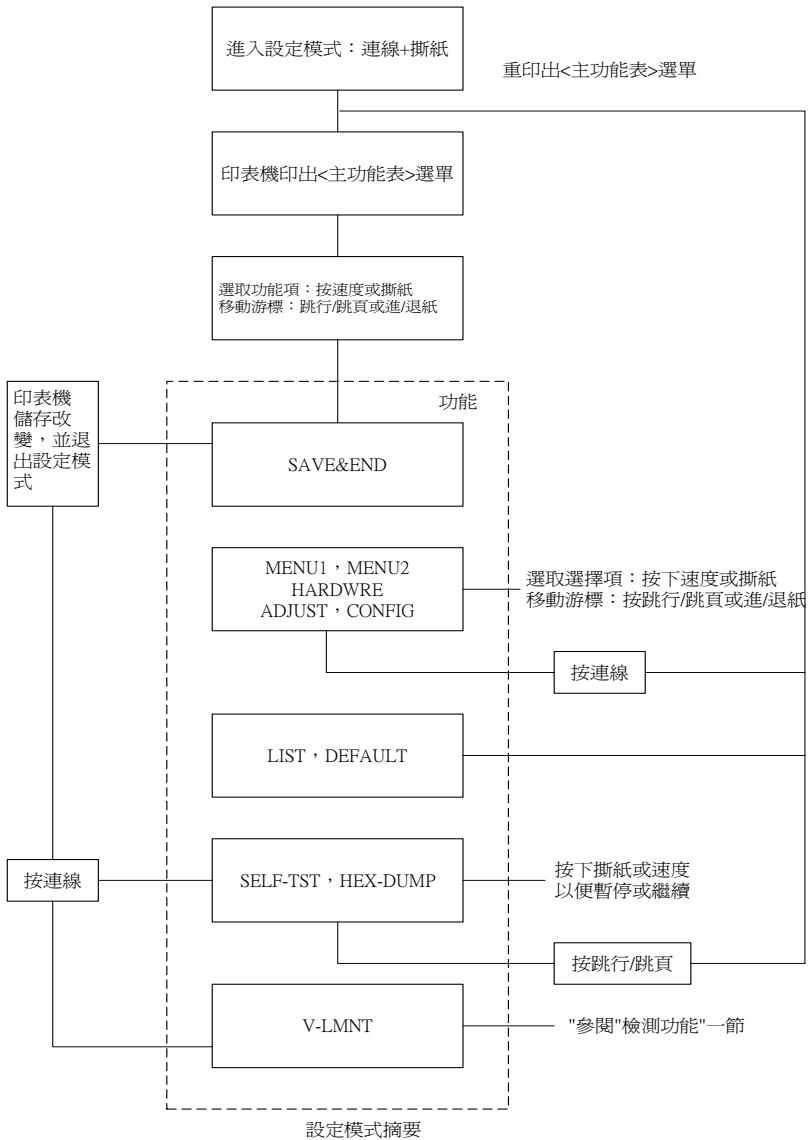 進入設定模式：連線+撕紙
重印出<主功能表>選單
印表機印出<主功能表>選單
選取功能項：按速度或撕紙
移動游標：跳行/跳頁或進/退紙
印表機
儲存改
變，並退
出設定模
式
功能
SAVE&END
MENU1，MENU2
HARDWRE
ADJUST，CONFIG
選取選擇項：按下速度或撕紙
移動游標：按跳行/跳頁或進/退紙
按連線
LIST，DEFAULT
按連線
SELF-TST，HEX-DUMP
按下撕紙或速度
以便暫停或繼續
按跳行/跳頁
V-LMNT
"參閱"檢測功能"一節
設定模式摘要